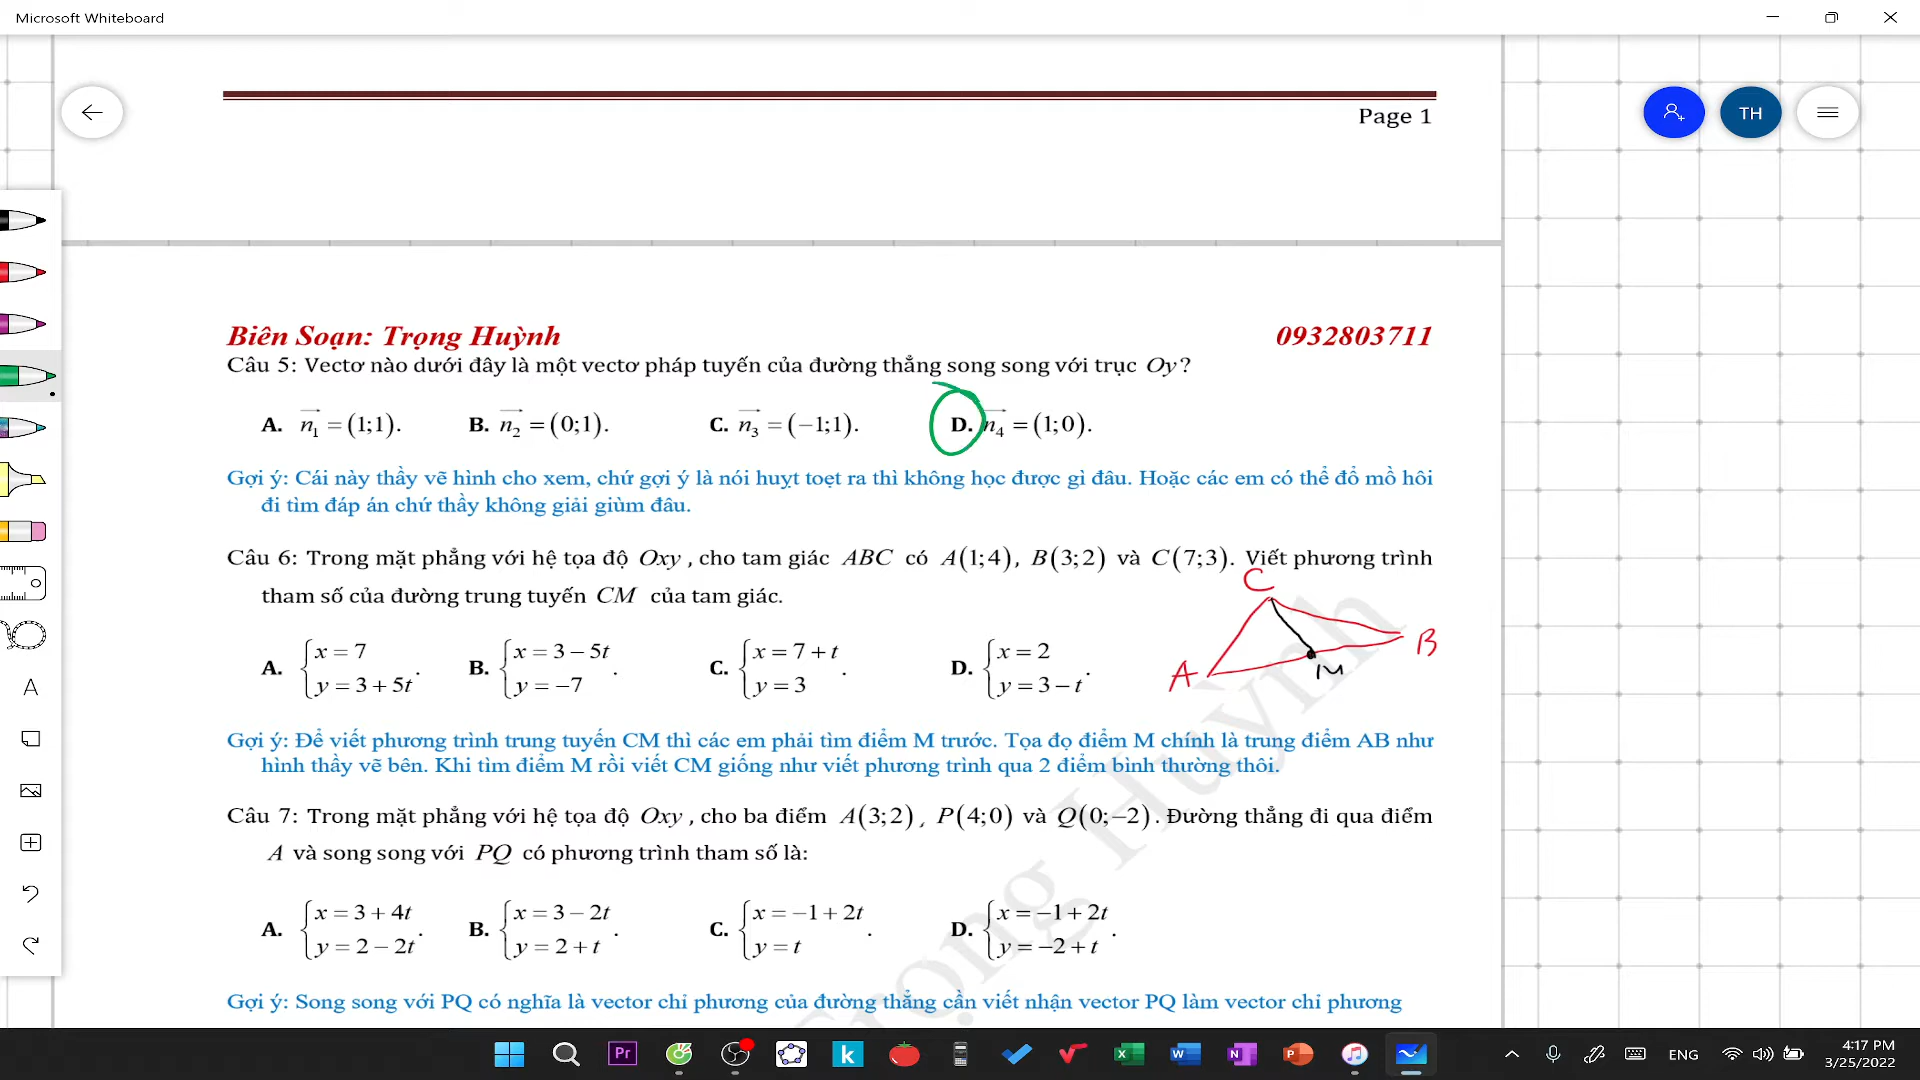 Microsoft Whiteboard
Page 1
TH
Biên Soạn: Trọng Huỳnh 0932803711
Câu 5: Vectơ nào dưới đây là một vectơ pháp tuyến của đường thẳng song song với trục Oy?
A. n₁ = (1;1). B. n₂ = (0;1). C. n₃ = (−1;1). D. n₄ = (1;0).
Gợi ý: Cái này thầy vẽ hình cho xem, chứ gợi ý là nói huỵt toẹt ra thì không học được gì đâu. Hoặc các em có thể đổ mồ hôi
đi tìm đáp án chứ thầy không giải giùm đâu.
Câu 6: Trong mặt phẳng với hệ tọa độ Oxy, cho tam giác ABC có A(1;4), B(3;2) và C(7;3). Viết phương trình
tham số của đường trung tuyến CM của tam giác.
C
B
A
M
A. { x = 7 y = 3 + 5t . B. { x = 3 − 5t y = −7 . C. { x = 7 + t y = 3 . D. { x = 2 y = 3 − t .
Gợi ý: Để viết phương trình trung tuyến CM thì các em phải tìm điểm M trước. Tọa đọ điểm M chính là trung điểm AB như
hình thầy vẽ bên. Khi tìm điểm M rồi viết CM giống như viết phương trình qua 2 điểm bình thường thôi.
Câu 7: Trong mặt phẳng với hệ tọa độ Oxy, cho ba điểm A(3;2), P(4;0) và Q(0;−2). Đường thẳng đi qua điểm
A và song song với PQ có phương trình tham số là:
A. { x = 3 + 4t y = 2 − 2t . B. { x = 3 − 2t y = 2 + t . C. { x = −1 + 2t y = t . D. { x = −1 + 2t y = −2 + t .
Gợi ý: Song song với PQ có nghĩa là vector chỉ phương của đường thẳng cần viết nhận vector PQ làm vector chỉ phương
Trọng Huỳnh
A
Pr
k
ENG
4:17 PM
3/25/2022